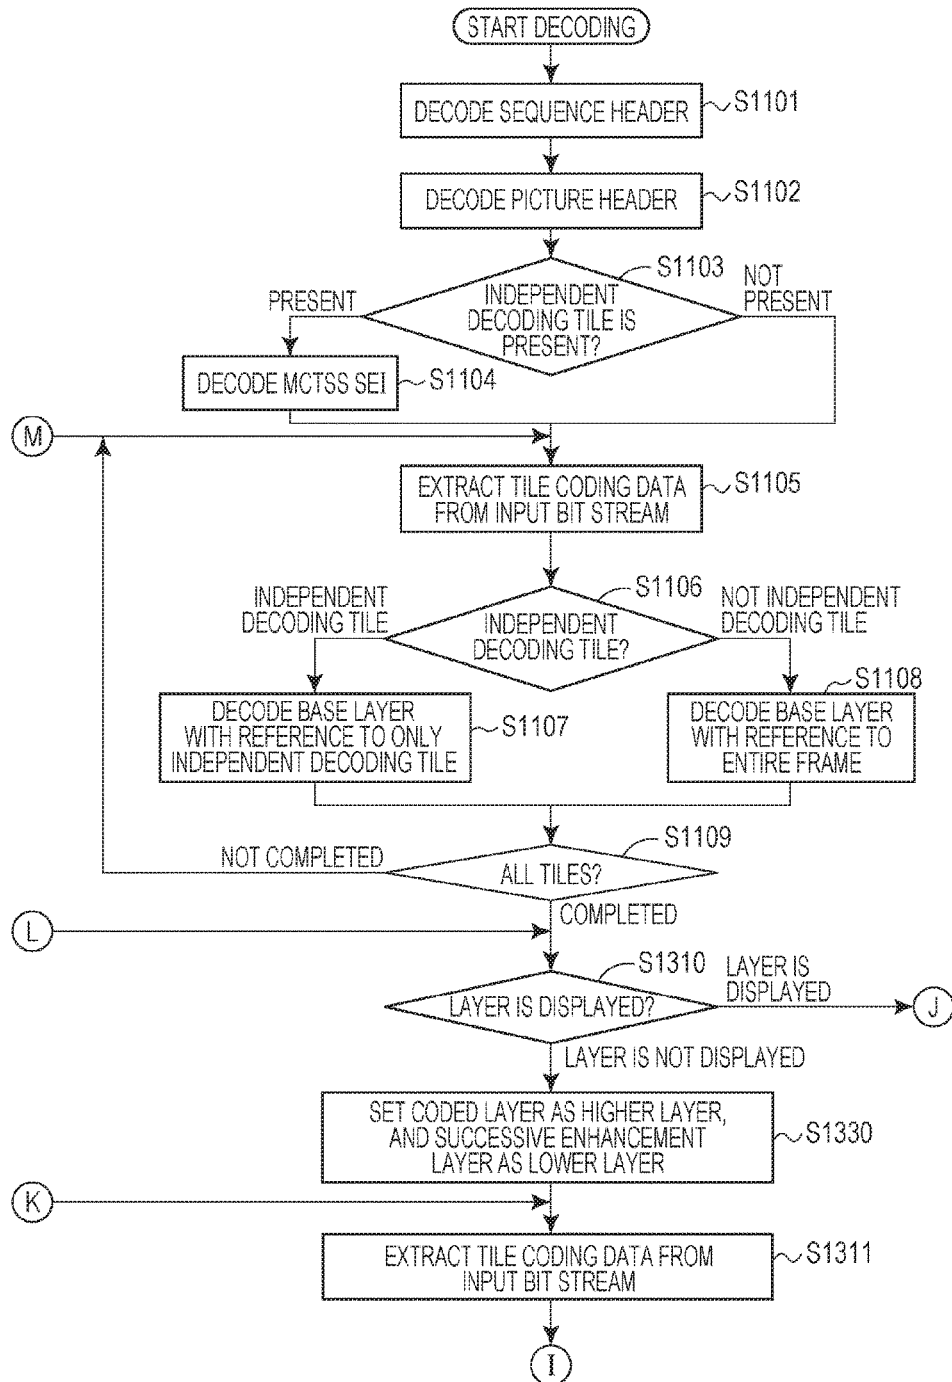 START DECODING
DECODE SEQUENCE HEADER
S1101
DECODE PICTURE HEADER
S1102
S1103
PRESENT
INDEPENDENT
DECODING TILE IS
PRESENT?
NOT
PRESENT
DECODE MCTSS SEI
S1104
M
EXTRACT TILE CODING DATA
FROM INPUT BIT STREAM
S1105
S1106
INDEPENDENT
DECODING TILE
INDEPENDENT
DECODING TILE?
NOT INDEPENDENT
DECODING TILE
DECODE BASE LAYER
WITH REFERENCE TO ONLY
INDEPENDENT DECODING TILE
S1107
S1108
DECODE BASE LAYER
WITH REFERENCE TO
ENTIRE FRAME
S1109
NOT COMPLETED
ALL TILES?
COMPLETED
L
S1310
LAYER IS DISPLAYED?
LAYER IS
DISPLAYED
J
LAYER IS NOT DISPLAYED
SET CODED LAYER AS HIGHER LAYER,
AND SUCCESSIVE ENHANCEMENT
LAYER AS LOWER LAYER
S1330
K
EXTRACT TILE CODING DATA FROM
INPUT BIT STREAM
S1311
I